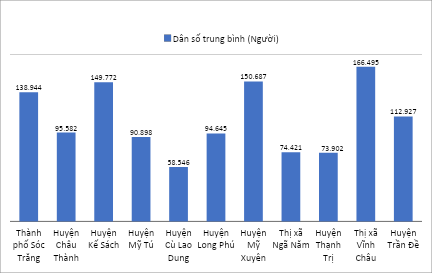 Dân số trung bình (Người)
138.944
95.582
149.772
90.898
58.546
94.645
150.687
74.421
73.902
166.495
112.927
Thành phố Sóc Trăng
Huyện Châu Thành
Huyện Kế Sách
Huyện Mỹ Tú
Huyện Cù Lao Dung
Huyện Long Phú
Huyện Mỹ Xuyên
Thị xã Ngã Năm
Huyện Thạnh Trị
Thị xã Vĩnh Châu
Huyện Trần Đề